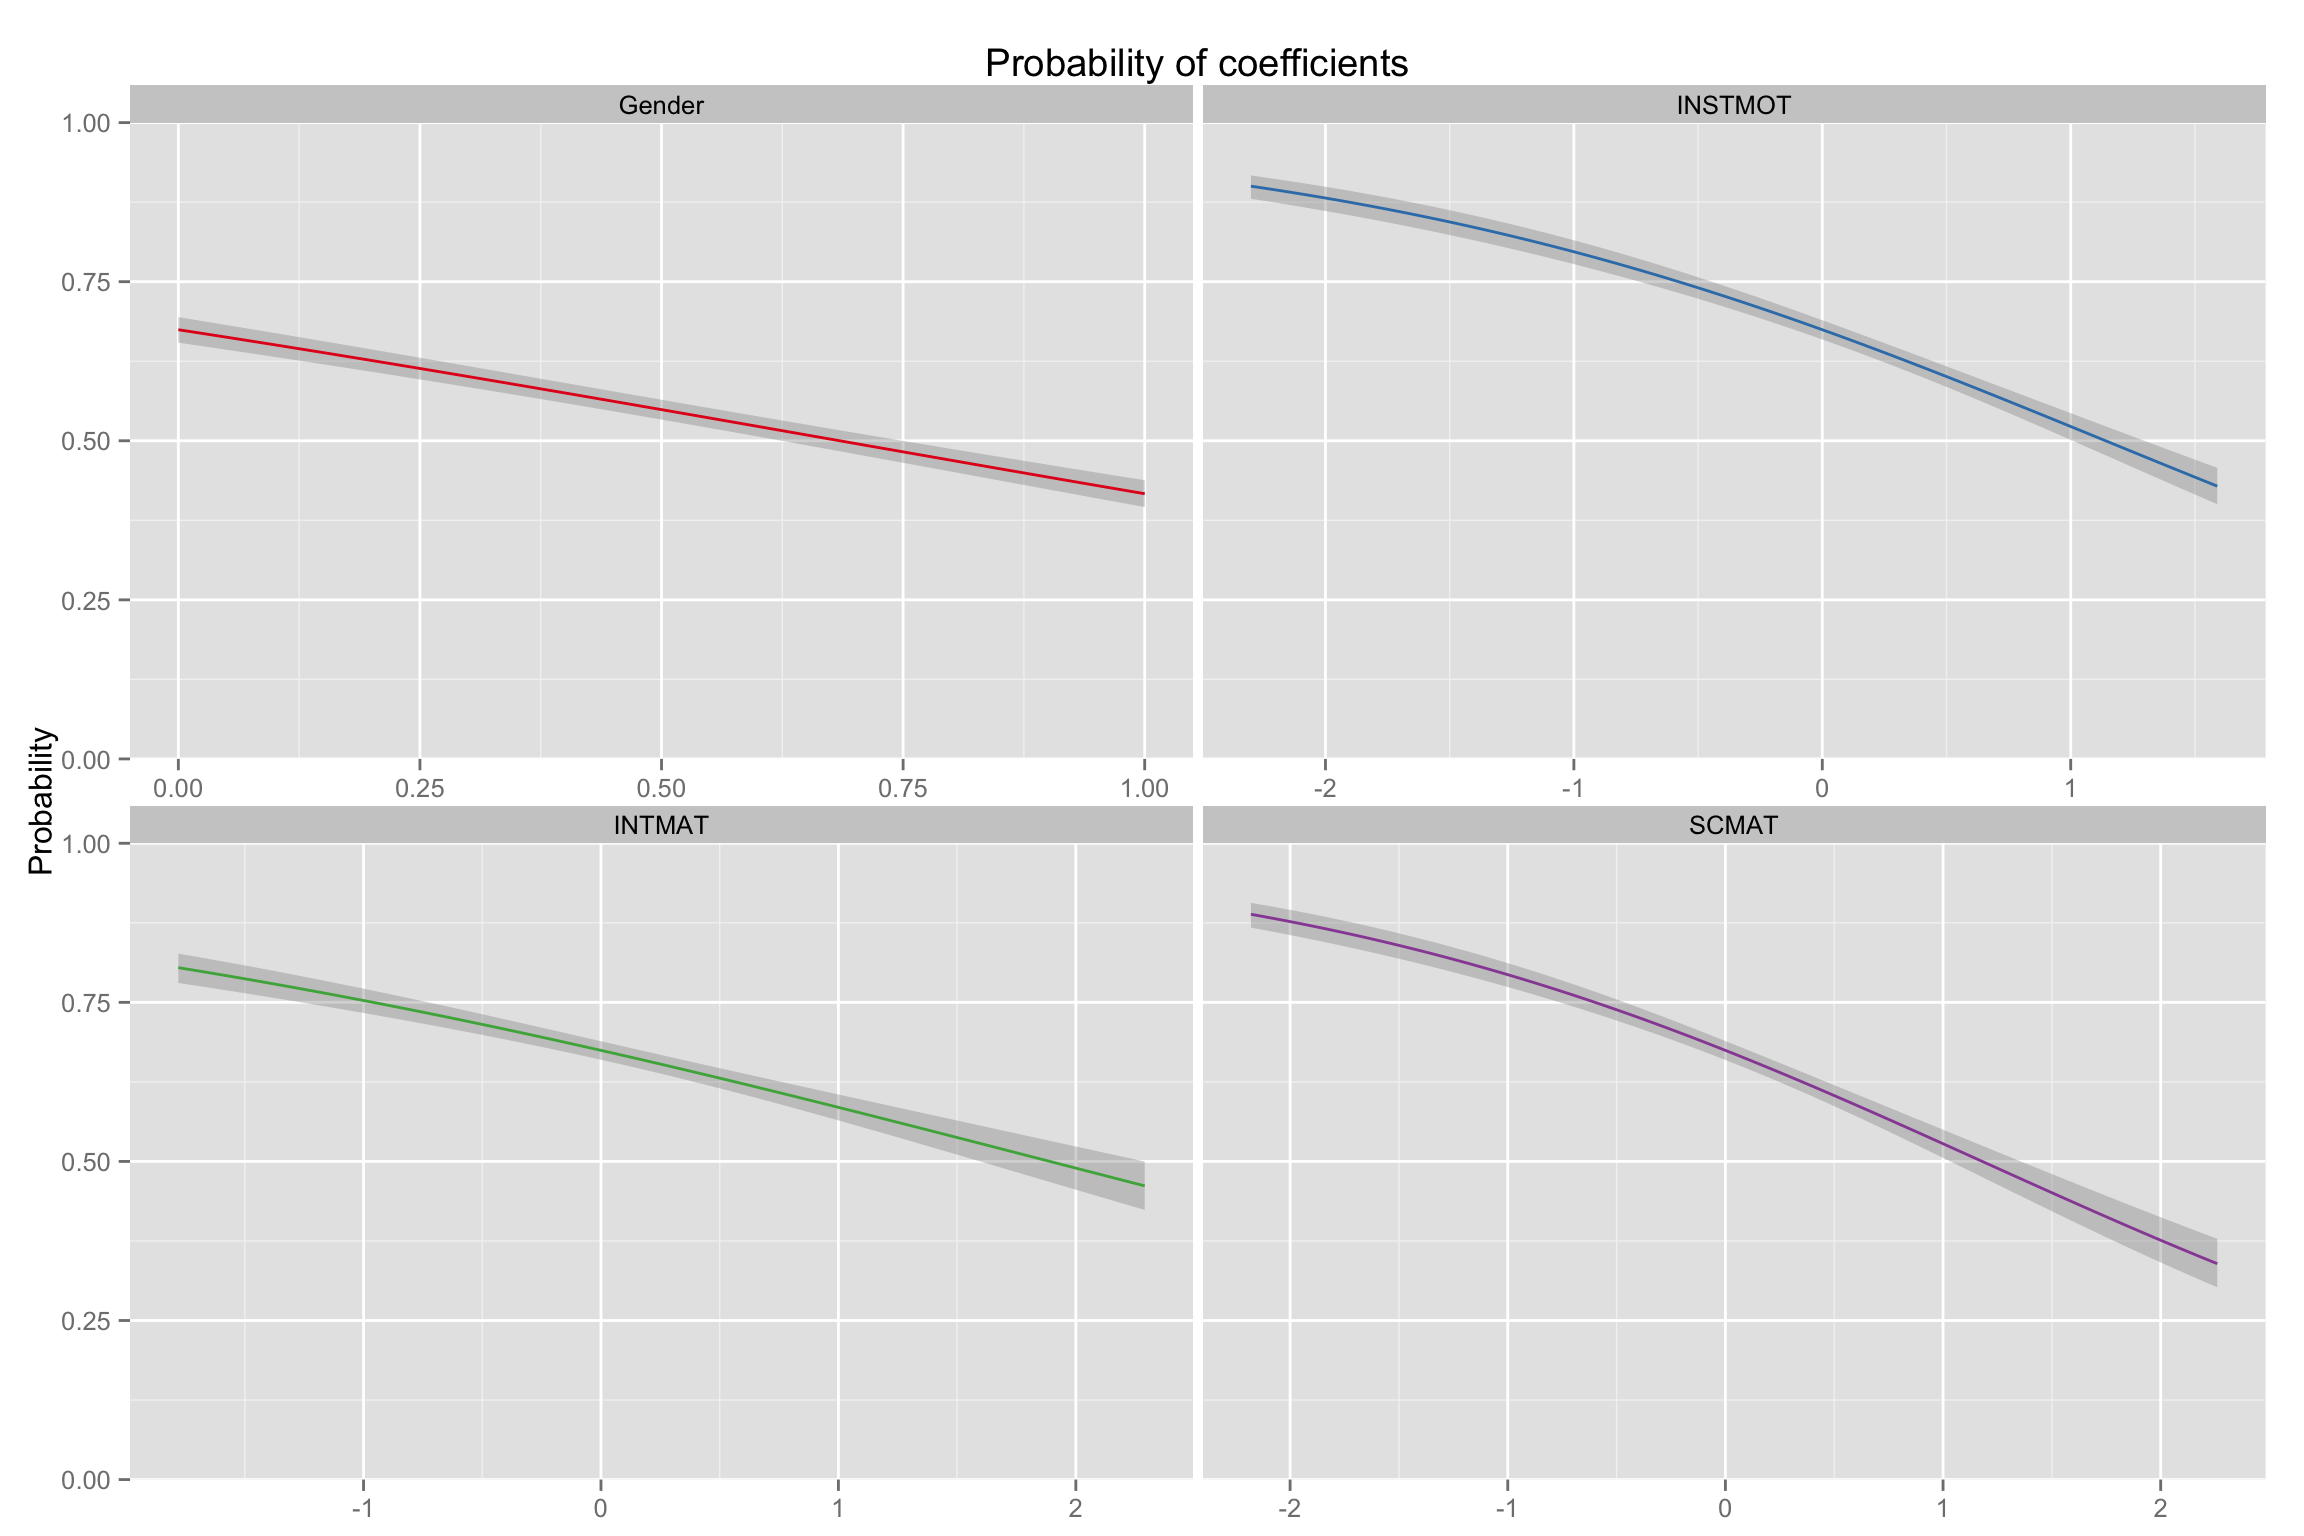 Probability of coefficients
Gender
INSTMOT
1.00
0.75
0.50
0.25
0.00
0.00 0.25 0.50 0.75 1.00
-2 -1 0 1
Probability
INTMAT
SCMAT
1.00
0.75
0.50
0.25
0.00
-1 0 1 2
-2 -1 0 1 2